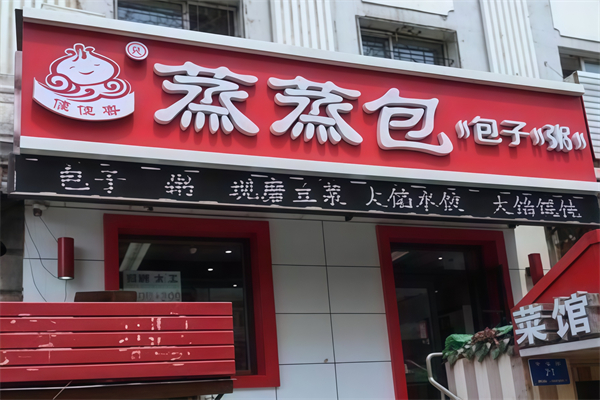 蒸蒸包 "包子""粥"
包子 粥 现磨豆浆 大馅水饺 大馅馄饨
菜馆